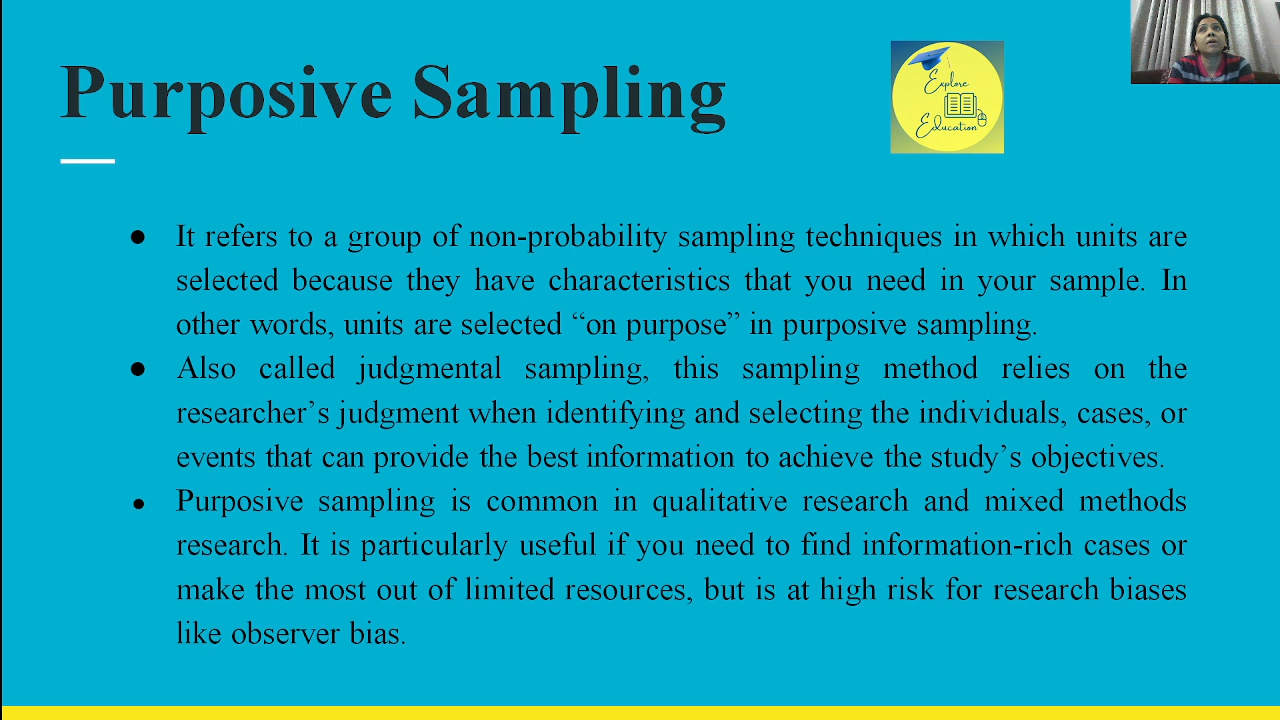 Purposive Sampling
Explore
Education
● It refers to a group of non-probability sampling techniques in which units are
selected because they have characteristics that you need in your sample. In
other words, units are selected “on purpose” in purposive sampling.
● Also called judgmental sampling, this sampling method relies on the
researcher’s judgment when identifying and selecting the individuals, cases, or
events that can provide the best information to achieve the study’s objectives.
● Purposive sampling is common in qualitative research and mixed methods
research. It is particularly useful if you need to find information-rich cases or
make the most out of limited resources, but is at high risk for research biases
like observer bias.